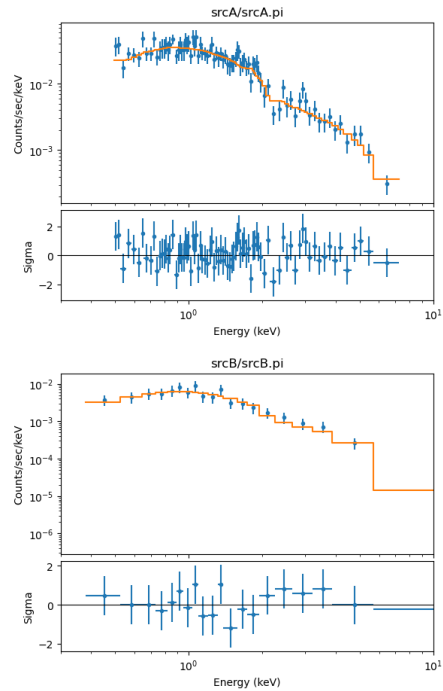 srcA/srcA.pi
Counts/sec/keV
10⁻²
10⁻³
Sigma
2
0
−2
10⁰
10¹
Energy (keV)
srcB/srcB.pi
Counts/sec/keV
10⁻²
10⁻³
10⁻⁴
10⁻⁵
10⁻⁶
Sigma
2
0
−2
10⁰
10¹
Energy (keV)